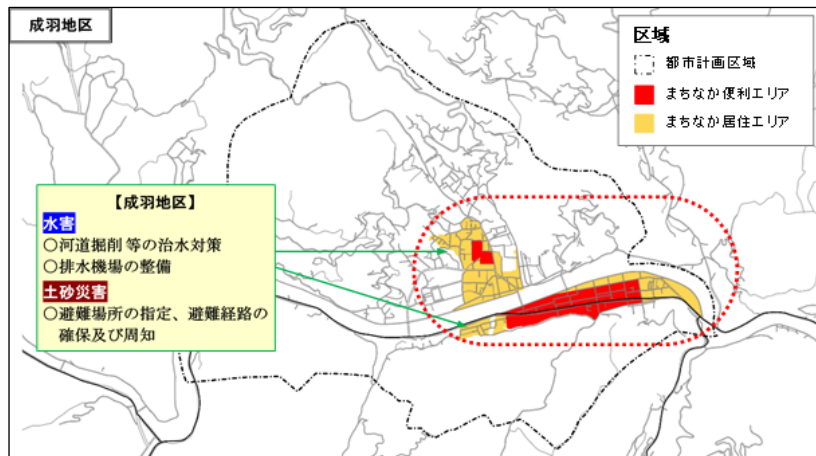 成羽地区
区域
都市計画区域
まちなか便利エリア
まちなか居住エリア
【成羽地区】
水害
○河道掘削等の治水対策
○排水機場の整備
土砂災害
○避難場所の指定、避難経路の
確保及び周知